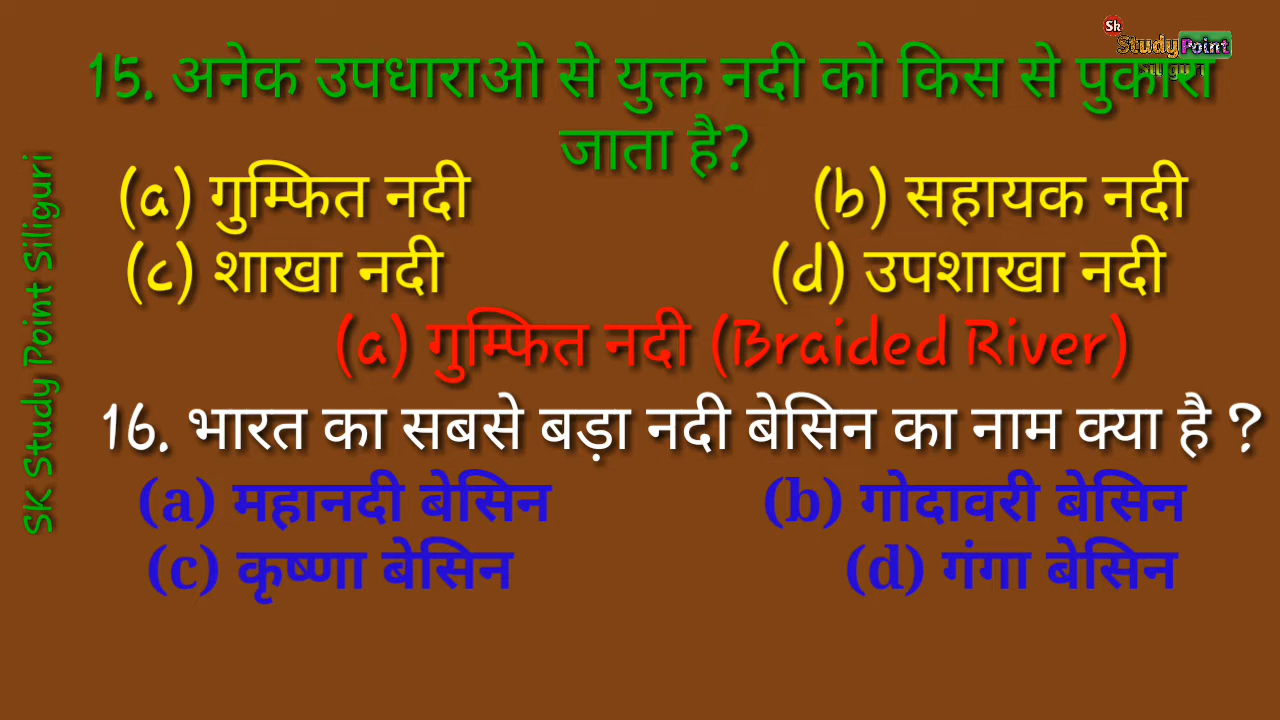 Sk
Study Point
Siliguri
15. अनेक उपधाराओ से युक्त नदी को किस से पुकारा
जाता है?
(a) गुम्फित नदी (b) सहायक नदी
(c) शाखा नदी (d) उपशाखा नदी
(a) गुम्फित नदी (Braided River)
16. भारत का सबसे बड़ा नदी बेसिन का नाम क्या है ?
(a) महानदी बेसिन (b) गोदावरी बेसिन
(c) कृष्णा बेसिन (d) गंगा बेसिन
SK Study Point Siliguri